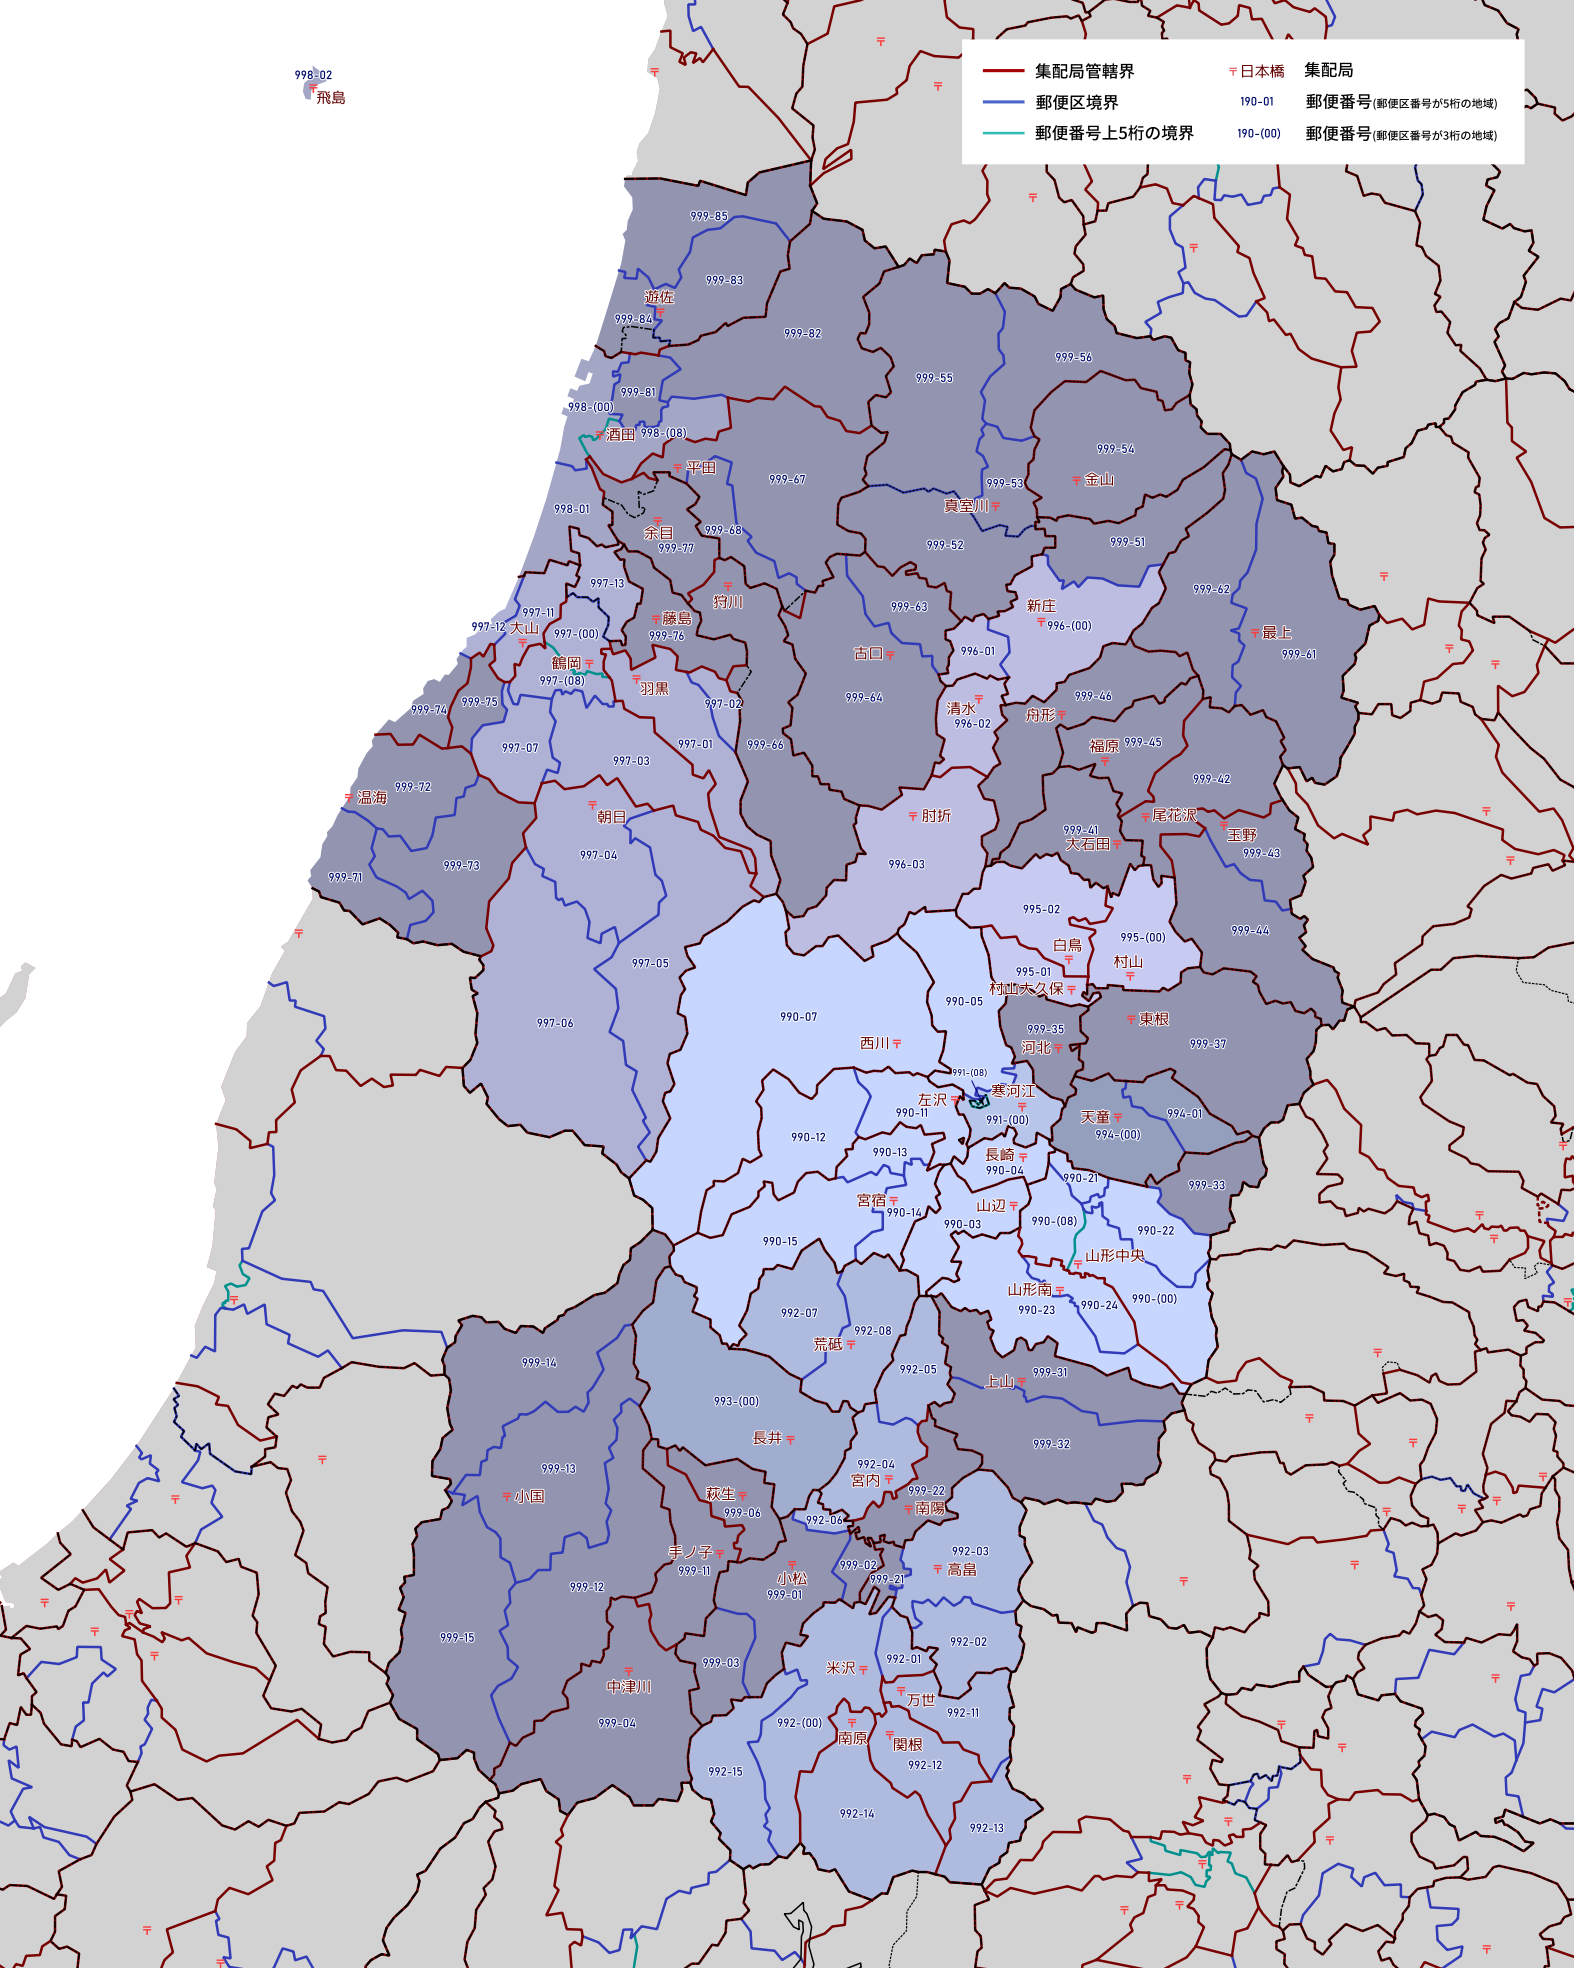 集配局管轄界
〒日本橋 集配局
郵便区境界
190-01 郵便番号(郵便区番号が5桁の地域)
郵便番号上5桁の境界
190-(00) 郵便番号(郵便区番号が3桁の地域)
998-02
飛島
999-85
999-83
遊佐
999-84
999-82
999-56
999-55
999-81
998-(00)
酒田
998-(08)
999-54
平田
999-67
金山
999-53
真室川
998-01
余目
999-68
999-77
999-52
999-51
997-13
狩川
999-62
999-63
新庄
996-(00)
997-11
997-12
大山
997-(00)
藤島
999-76
最上
999-61
古口
996-01
鶴岡
997-(08)
羽黒
997-02
999-64
999-46
999-75
999-74
清水
996-02
舟形
997-07
997-01
999-66
福原
999-45
997-03
999-42
999-72
温海
朝日
肘折
尾花沢
玉野
999-41
大石田
997-04
999-43
999-73
999-71
996-03
995-02
999-44
白鳥
995-(00)
村山
997-05
995-01
村山大久保
990-05
990-07
997-06
東根
999-35
河北
西川
999-37
991-(08)
寒河江
左沢
990-11
991-(00)
天童
994-01
994-(00)
990-12
990-13
長崎
990-04
990-21
999-33
宮宿
990-14
山辺
990-03
990-(08)
990-22
990-15
山形中央
山形南
990-23
990-24
990-(00)
992-07
992-08
荒砥
999-14
992-05
上山
999-31
993-(00)
長井
999-32
999-13
992-04
宮内
小国
萩生
999-06
999-22
南陽
992-06
手ノ子
999-11
992-03
高畠
999-02
999-21
小松
999-01
999-12
999-15
992-02
999-03
米沢
992-01
中津川
万世
992-11
999-04
992-(00)
南原
関根
992-12
992-15
992-14
992-13